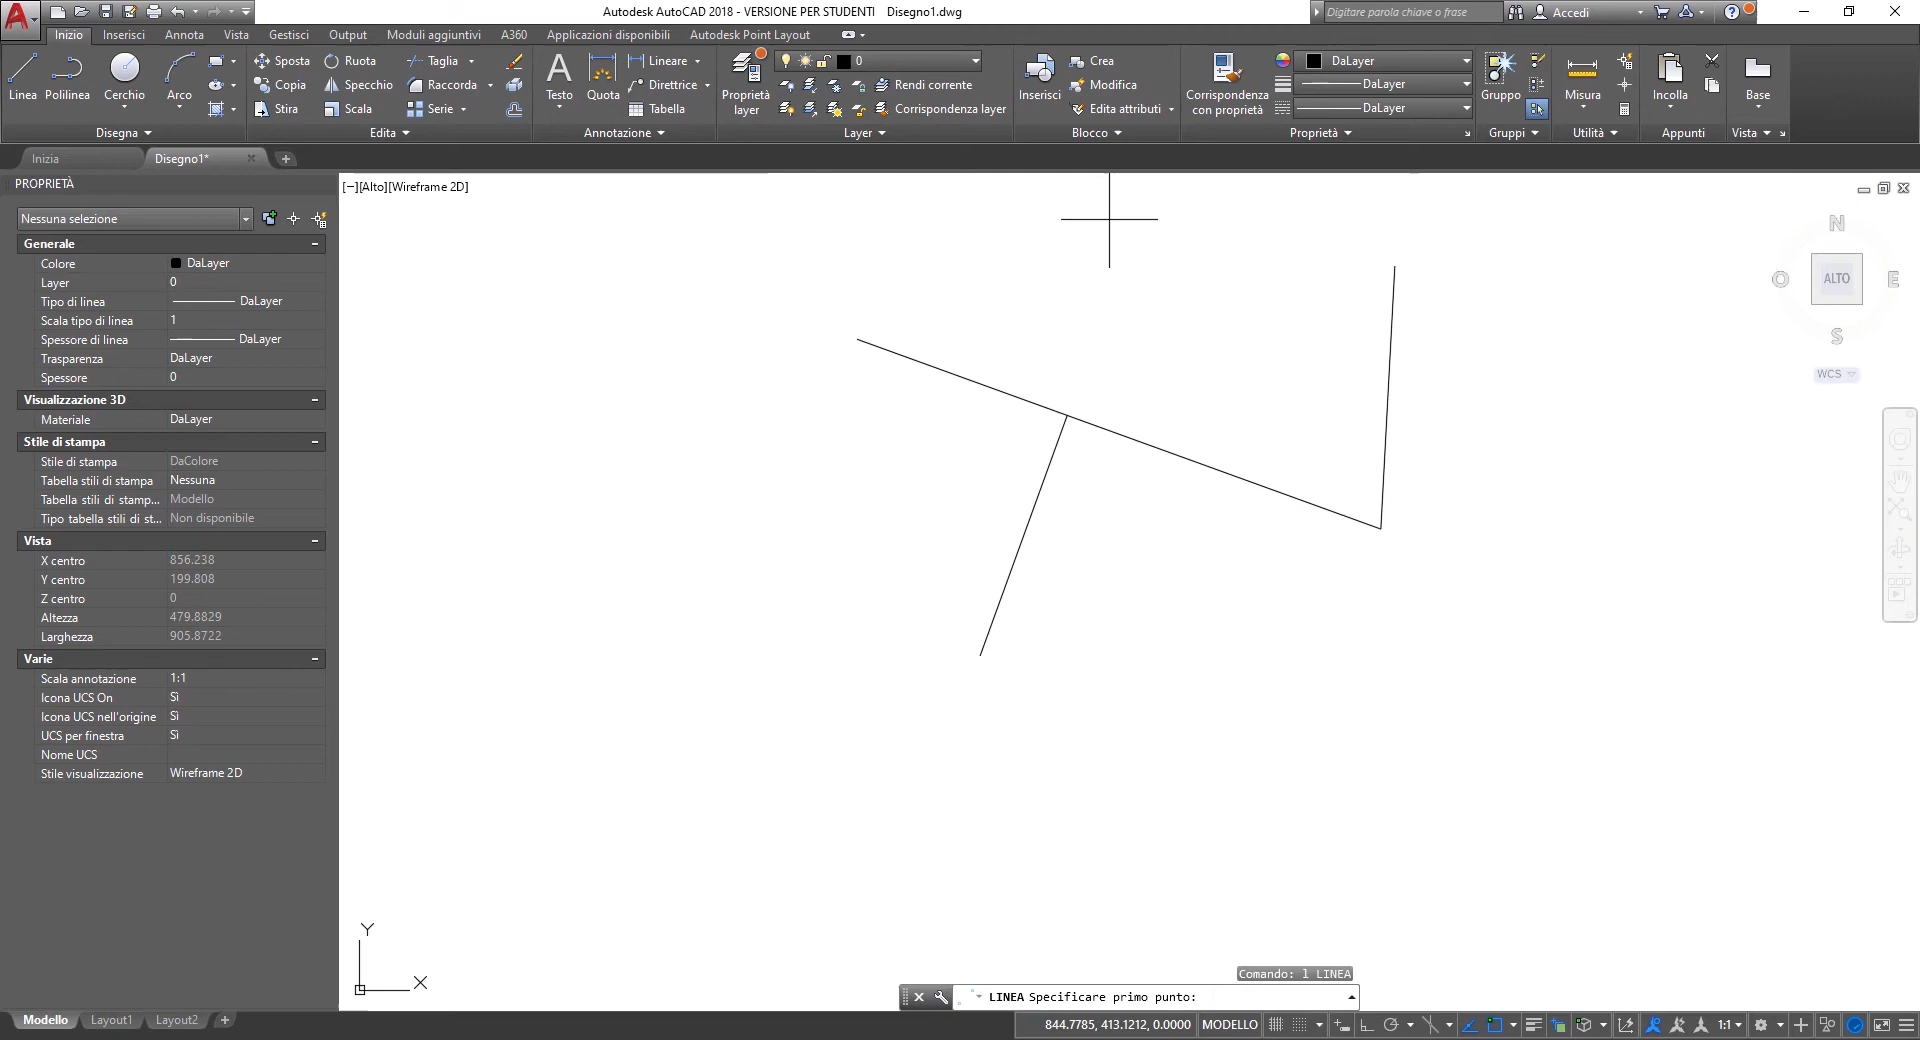 Autodesk AutoCAD 2018 - VERSIONE PER STUDENTI Disegno1.dwg
Digitare parola chiave o frase
Accedi
Inizio Inserisci Annota Vista Gestisci Output Moduli aggiuntivi A360 Applicazioni disponibili Autodesk Point Layout
Linea Polilinea Cerchio Arco
Disegna
Sposta Ruota Taglia
Copia Specchio Raccorda
Stira Scala Serie
Edita
Testo Quota
Lineare
Direttrice
Tabella
Annotazione
Proprietà
layer
0
Rendi corrente
Corrispondenza layer
Layer
Inserisci
Crea
Modifica
Edita attributi
Blocco
Corrispondenza
con proprietà
DaLayer
DaLayer
DaLayer
Proprietà
Gruppo
Gruppi
Misura
Utilità
Incolla
Appunti
Base
Vista
Inizia
Disegno1*
PROPRIETÀ
Nessuna selezione
Generale
Colore DaLayer
Layer 0
Tipo di linea DaLayer
Scala tipo di linea 1
Spessore di linea DaLayer
Trasparenza DaLayer
Spessore 0
Visualizzazione 3D
Materiale DaLayer
Stile di stampa
Stile di stampa DaColore
Tabella stili di stampa Nessuna
Tabella stili di stamp... Modello
Tipo tabella stili di st... Non disponibile
Vista
X centro 856.238
Y centro 199.808
Z centro 0
Altezza 479.8829
Larghezza 905.8722
Varie
Scala annotazione 1:1
Icona UCS On Sì
Icona UCS nell'origine Sì
UCS per finestra Sì
Nome UCS
Stile visualizzazione Wireframe 2D
[−][Alto][Wireframe 2D]
N
O ALTO E
S
WCS
Y
X
Comando: l LINEA
LINEA Specificare primo punto:
Modello Layout1 Layout2
844.7785, 413.1212, 0.0000 MODELLO
1:1